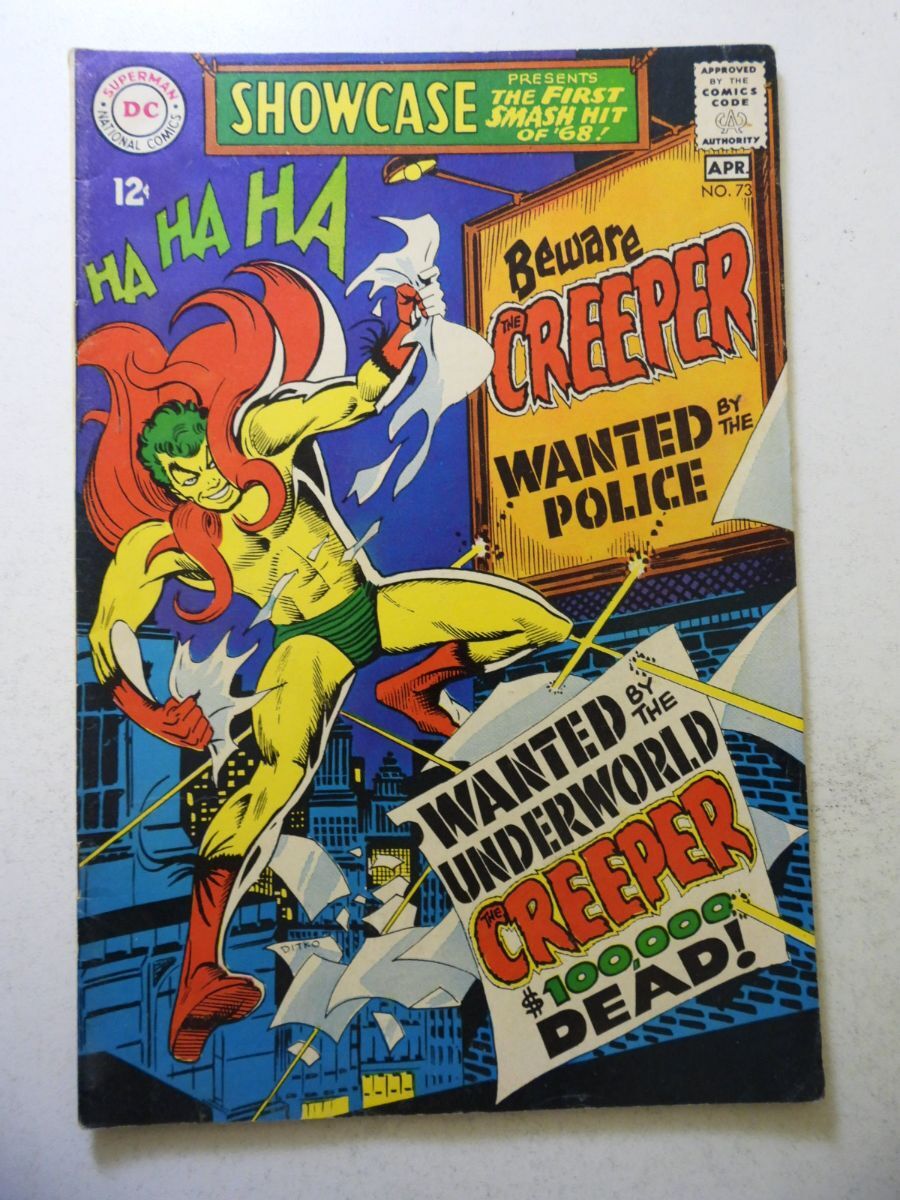 SUPERMAN
DC
NATIONAL COMICS
SHOWCASE
PRESENTS
THE FIRST
SMASH HIT
OF '68!
APPROVED
BY THE
COMICS
CODE
CA
AUTHORITY
APR.
NO. 73
12¢
HA HA HA
Beware
THE CREEPER
WANTED BY THE
POLICE
WANTED BY THE
UNDERWORLD
THE CREEPER
$100,000
DEAD!
DITKO